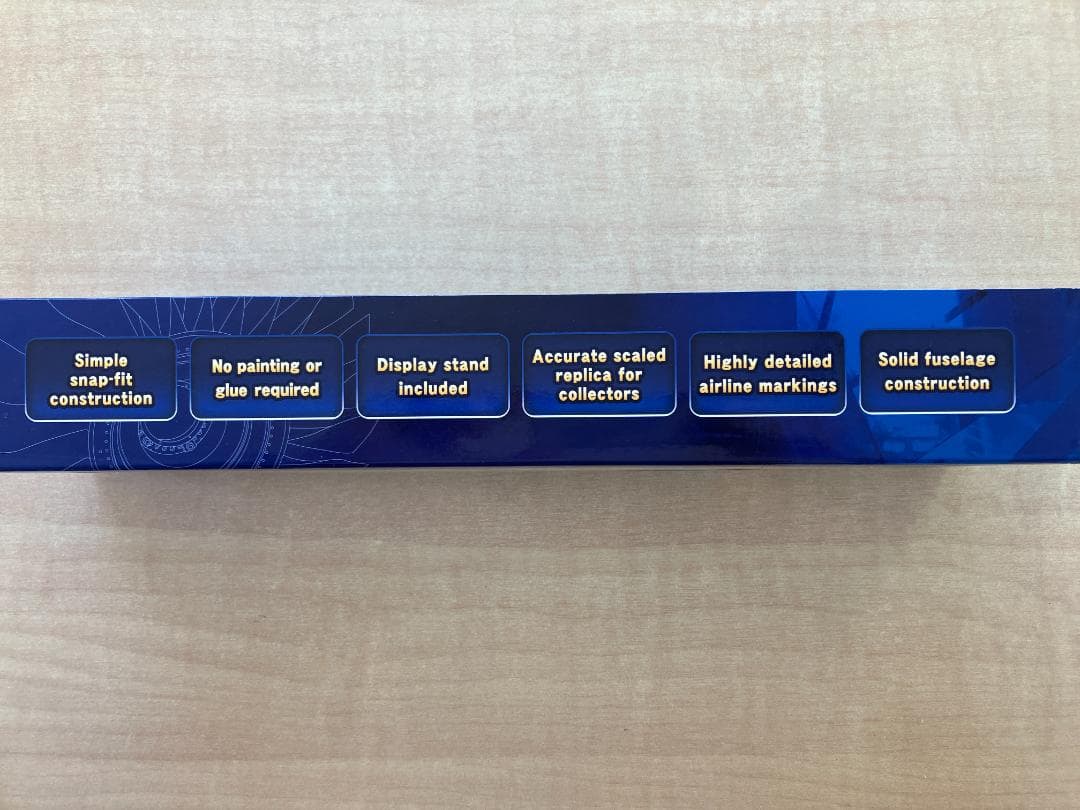 Simple
snap-fit
construction
No painting or
glue required
Display stand
included
Accurate scaled
replica for
collectors
Highly detailed
airline markings
Solid fuselage
construction